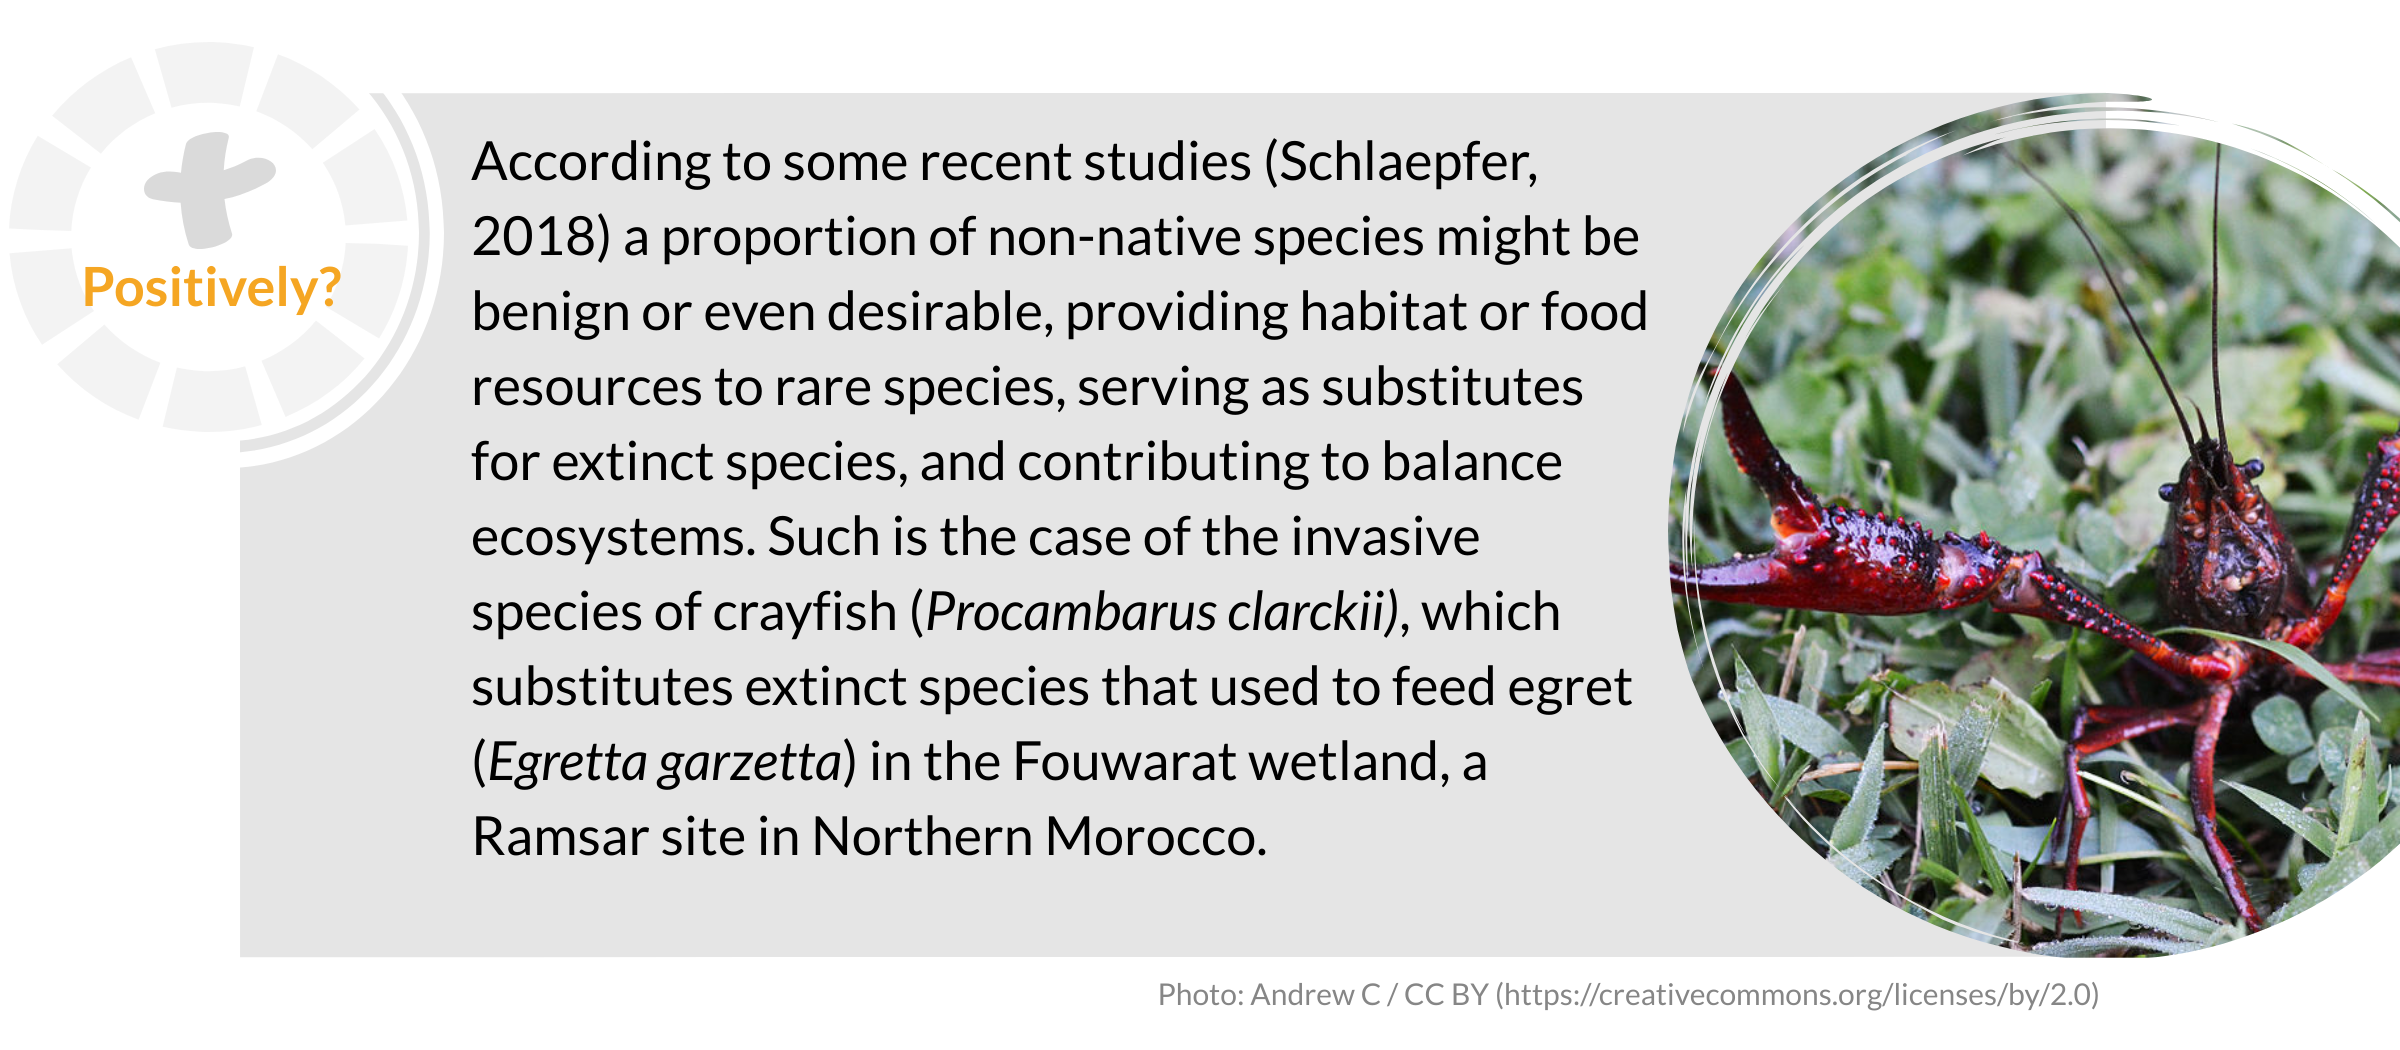 Positively?
According to some recent studies (Schlaepfer,
2018) a proportion of non-native species might be
benign or even desirable, providing habitat or food
resources to rare species, serving as substitutes
for extinct species, and contributing to balance
ecosystems. Such is the case of the invasive
species of crayfish (Procambarus clarckii), which
substitutes extinct species that used to feed egret
(Egretta garzetta) in the Fouwarat wetland, a
Ramsar site in Northern Morocco.
Photo: Andrew C / CC BY (https://creativecommons.org/licenses/by/2.0)